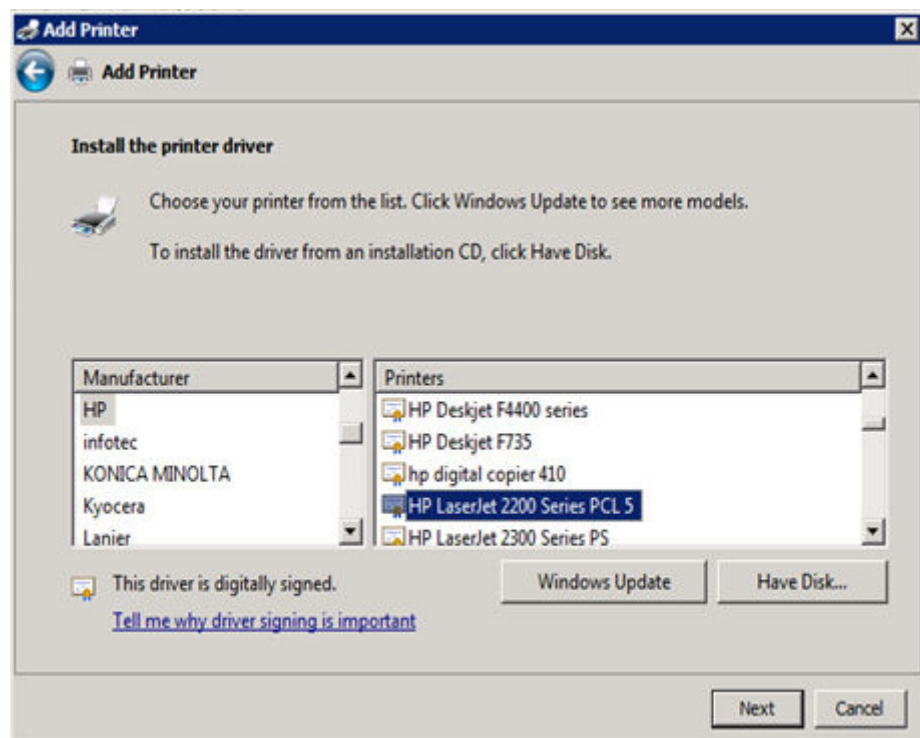 Add Printer
Add Printer
Install the printer driver
Choose your printer from the list. Click Windows Update to see more models.
To install the driver from an installation CD, click Have Disk.
Manufacturer
HP
infotec
KONICA MINOLTA
Kyocera
Lanier
Printers
HP Deskjet F4400 series
HP Deskjet F735
hp digital copier 410
HP LaserJet 2200 Series PCL 5
HP LaserJet 2300 Series PS
This driver is digitally signed.
Tell me why driver signing is important
Windows Update
Have Disk...
Next
Cancel